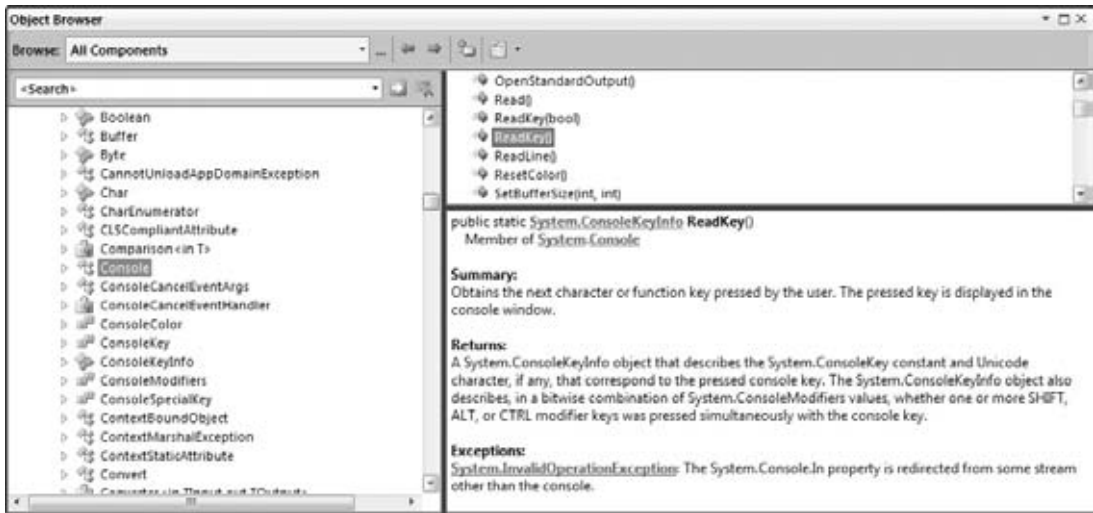 Object Browser
Browse: All Components
...
<Search>
Boolean
Buffer
Byte
CannotUnloadAppDomainException
Char
CharEnumerator
CLSCompliantAttribute
Comparison<in T>
Console
ConsoleCancelEventArgs
ConsoleCancelEventHandler
ConsoleColor
ConsoleKey
ConsoleKeyInfo
ConsoleModifiers
ConsoleSpecialKey
ContextBoundObject
ContextMarshalException
ContextStaticAttribute
Convert
Converter<in TInput, out TOutput>
OpenStandardOutput()
Read()
ReadKey(bool)
ReadKey()
ReadLine()
ResetColor()
SetBufferSize(int, int)
public static System.ConsoleKeyInfo ReadKey()
Member of System.Console
Summary:
Obtains the next character or function key pressed by the user. The pressed key is displayed in the
console window.
Returns:
A System.ConsoleKeyInfo object that describes the System.ConsoleKey constant and Unicode
character, if any, that correspond to the pressed console key. The System.ConsoleKeyInfo object also
describes, in a bitwise combination of System.ConsoleModifiers values, whether one or more SHIFT,
ALT, or CTRL modifier keys was pressed simultaneously with the console key.
Exceptions:
System.InvalidOperationException: The System.Console.In property is redirected from some stream
other than the console.